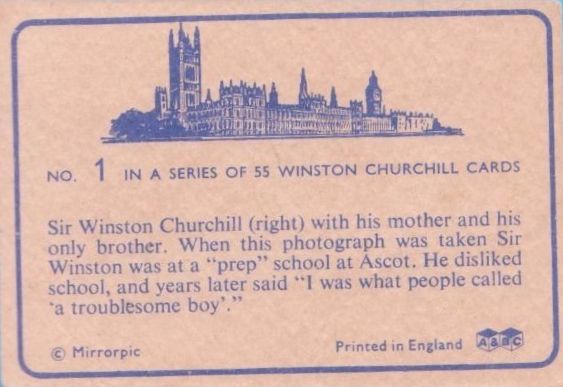 NO. 1 IN A SERIES OF 55 WINSTON CHURCHILL CARDS
Sir Winston Churchill (right) with his mother and his
only brother. When this photograph was taken Sir
Winston was at a “prep” school at Ascot. He disliked
school, and years later said “I was what people called
‘a troublesome boy’.”
© Mirrorpic
Printed in England A&BC